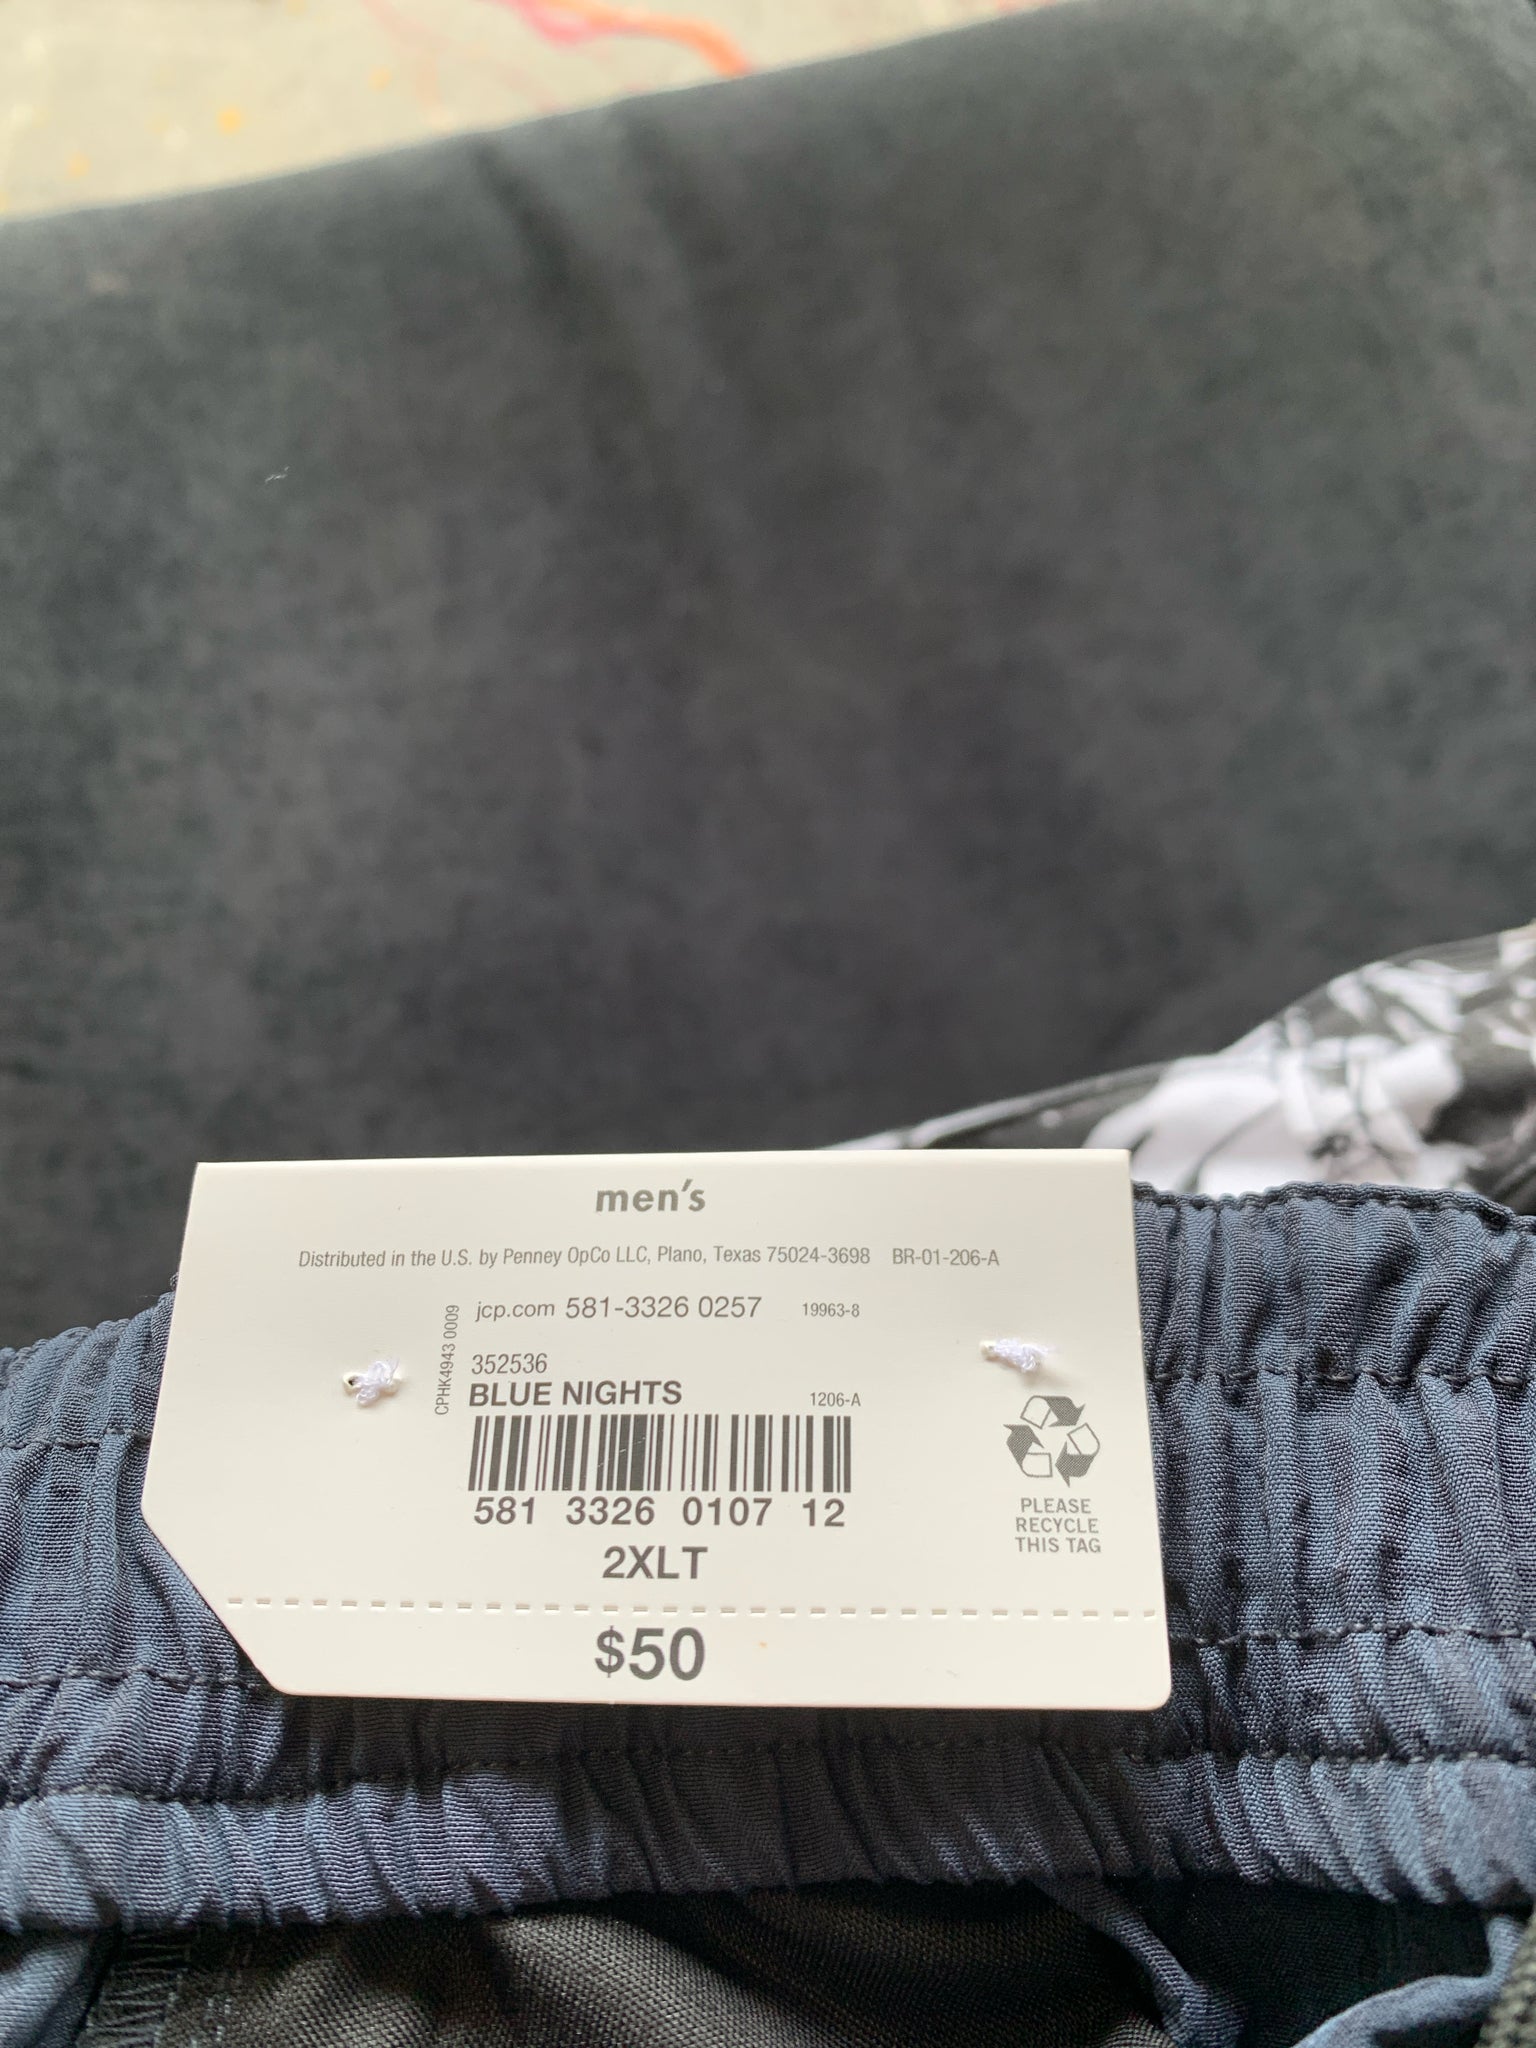 men's
Distributed in the U.S. by Penney OpCo LLC, Plano, Texas 75024-3698 BR-01-206-A
jcp.com 581-3326 0257 19963-8
CPHK4943 0009
352536
BLUE NIGHTS 1206-A
581 3326 0107 12
2XLT
PLEASE
RECYCLE
THIS TAG
$50